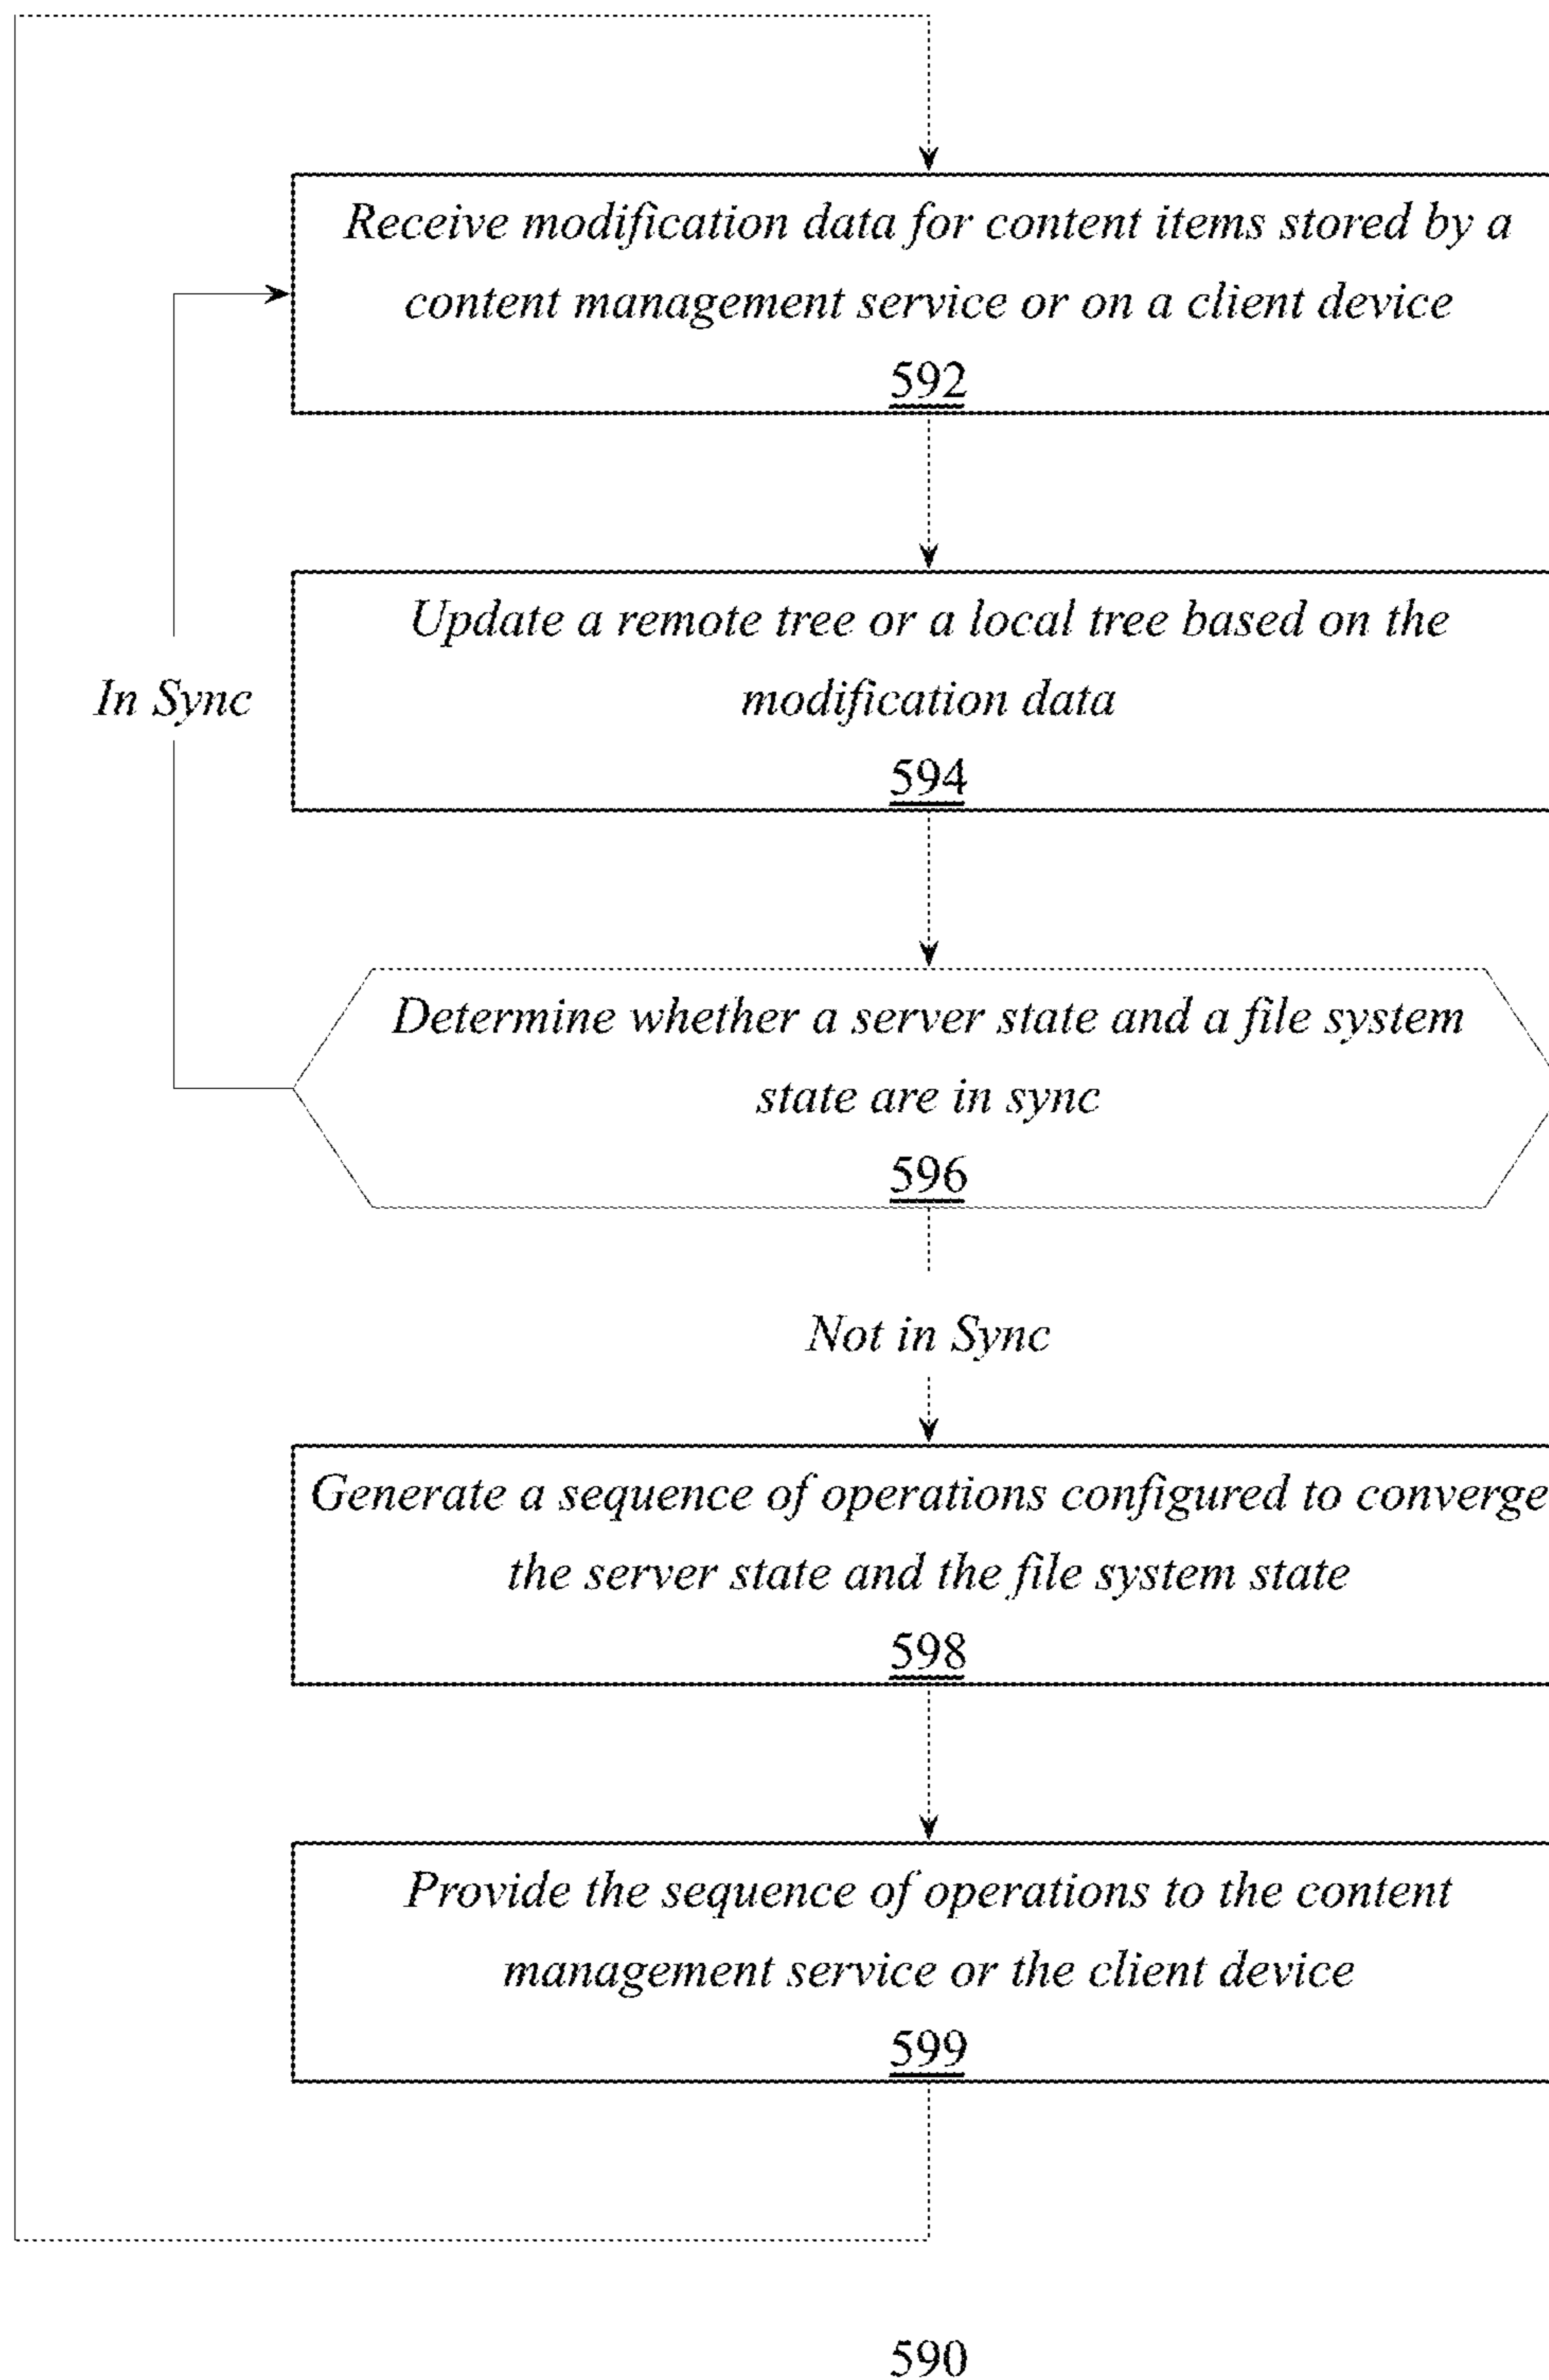 Receive modification data for content items stored by a
content management service or on a client device
592
Update a remote tree or a local tree based on the
modification data
594
In Sync
Determine whether a server state and a file system
state are in sync
596
Not in Sync
Generate a sequence of operations configured to converge
the server state and the file system state
598
Provide the sequence of operations to the content
management service or the client device
599
590